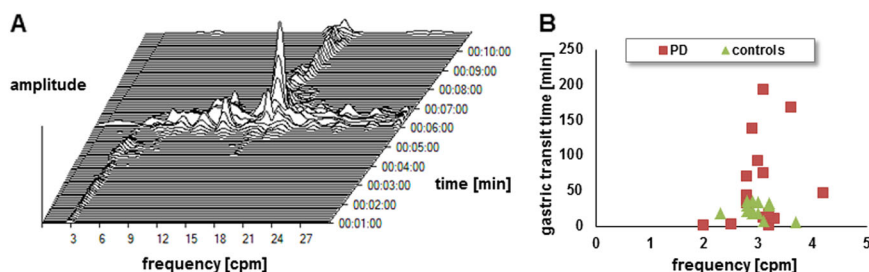 A
amplitude
00:10:00
00:09:00
00:08:00
00:07:00
00:06:00
00:05:00
00:04:00
00:03:00
00:02:00
00:01:00
time [min]
3 6 9 12 15 18 21 24 27
frequency [cpm]
B
PD controls
gastric transit time [min]
250
200
150
100
50
0
0 1 2 3 4 5
frequency [cpm]